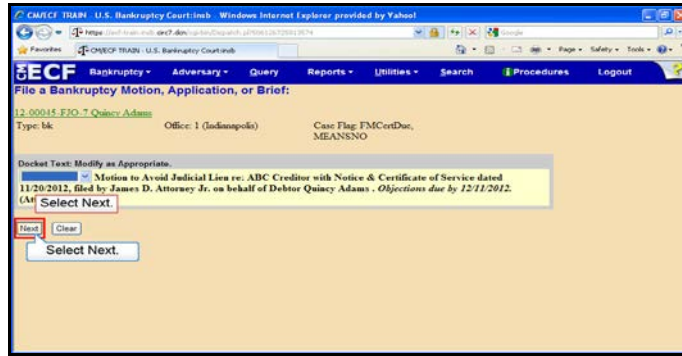 CM/ECF TRAIN - U.S. Bankruptcy Court:insb - Windows Internet Explorer provided by Yahoo!
Google
Favorites CM/ECF TRAIN - U.S. Bankruptcy Court:insb Page Safety Tools
ECF Bankruptcy Adversary Query Reports Utilities Search Procedures Logout
File a Bankruptcy Motion, Application, or Brief:
12-00045-FJO-7 Quincy Adams
Type: bk Office: 1 (Indianapolis) Case Flag: FMCertDue,
MEANSNO
Docket Text: Modify as Appropriate.
Motion to Avoid Judicial Lien re: ABC Creditor with Notice & Certificate of Service dated
11/20/2012, filed by James D. Attorney Jr. on behalf of Debtor Quincy Adams . Objections due by 12/11/2012.
Select Next.
Next Clear
Select Next.